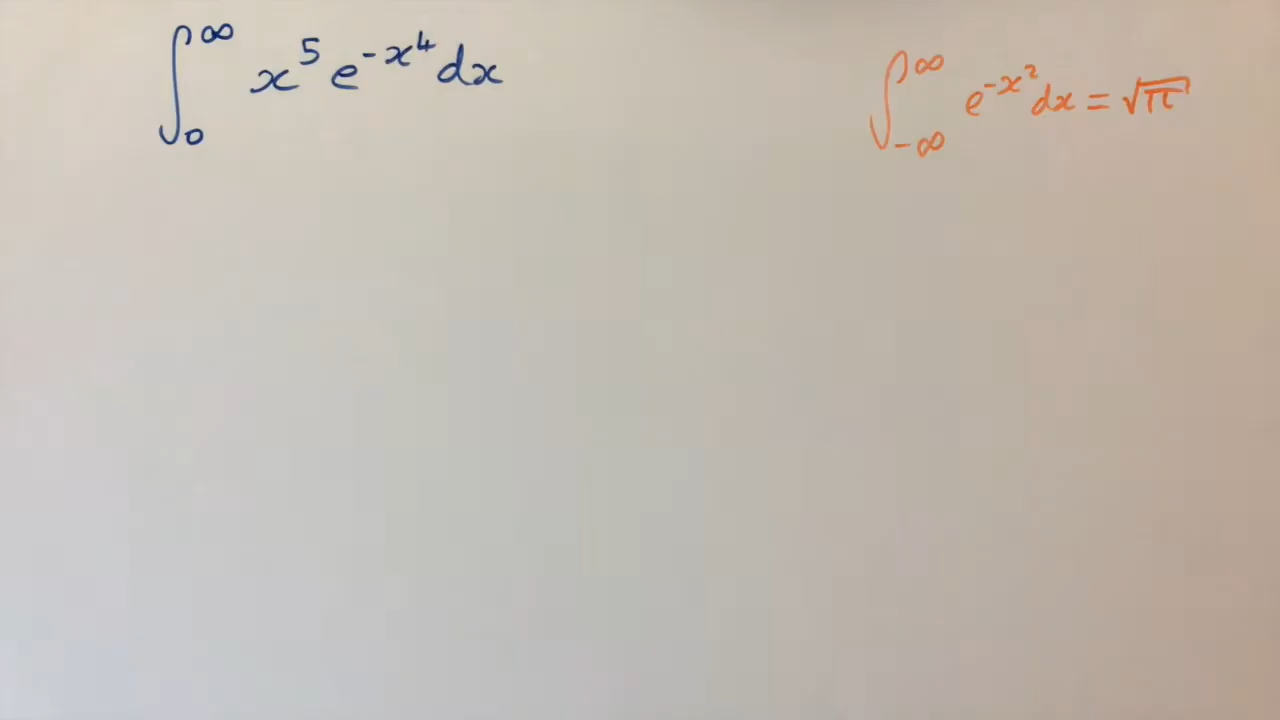 ∫₀^∞ x⁵ e^{-x⁴} dx
∫_{-∞}^∞ e^{-x²} dx = √π